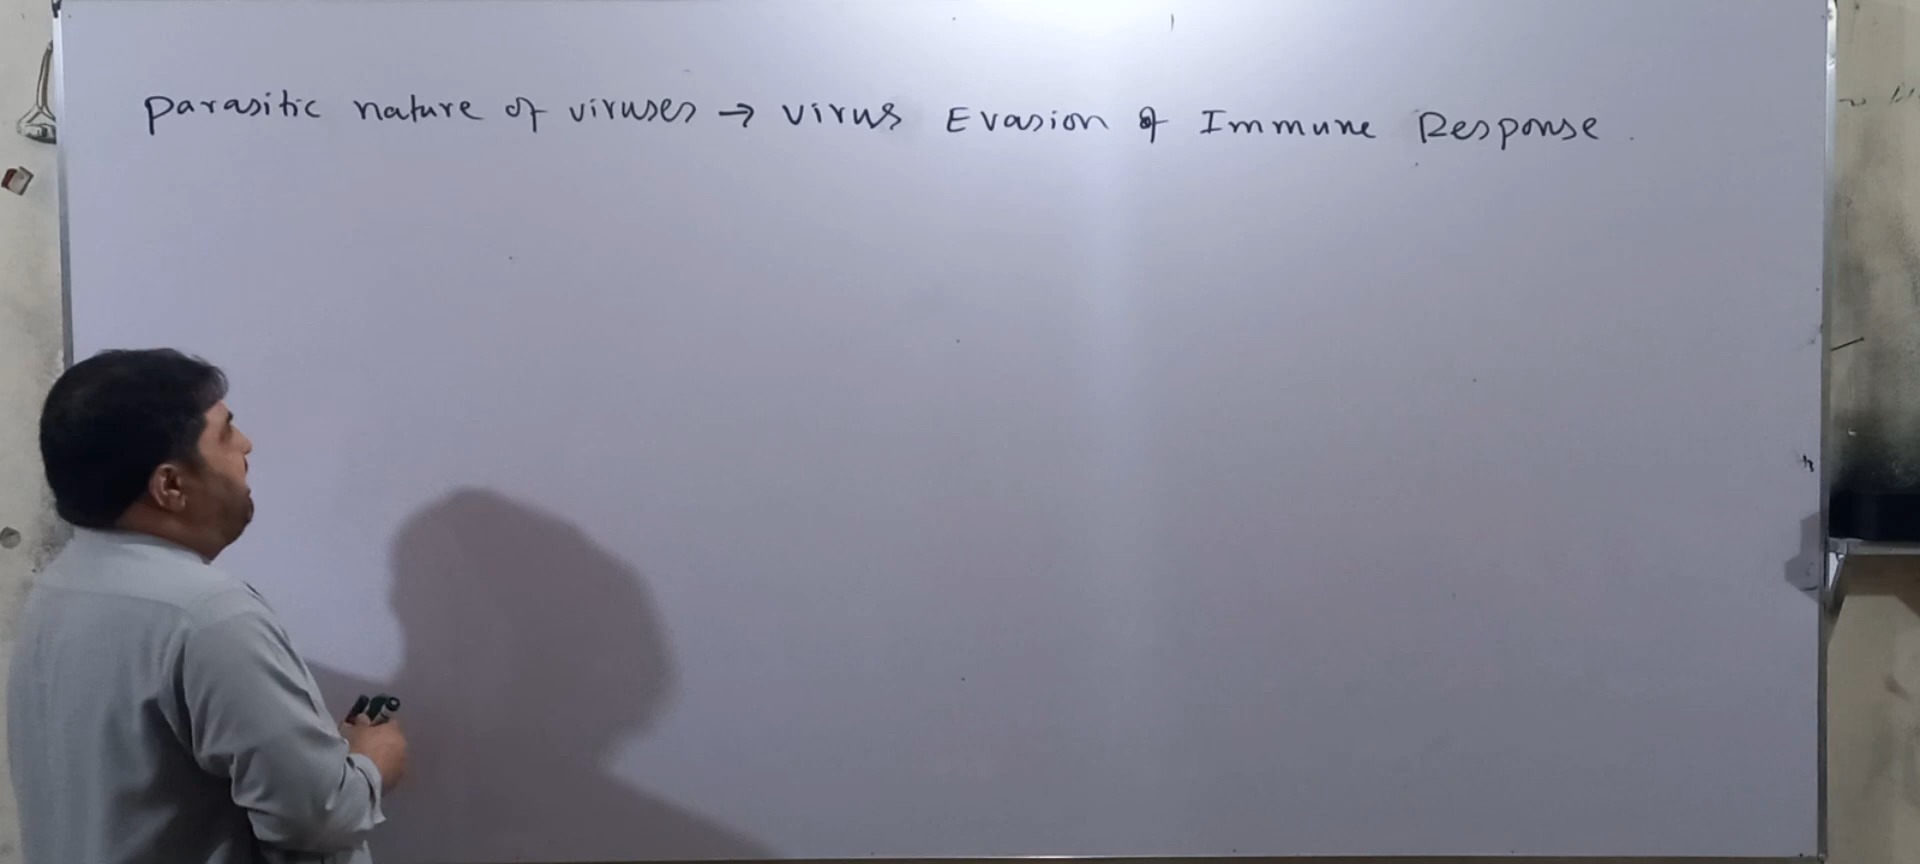 Parasitic nature of viruses → Virus Evasion of Immune Response.